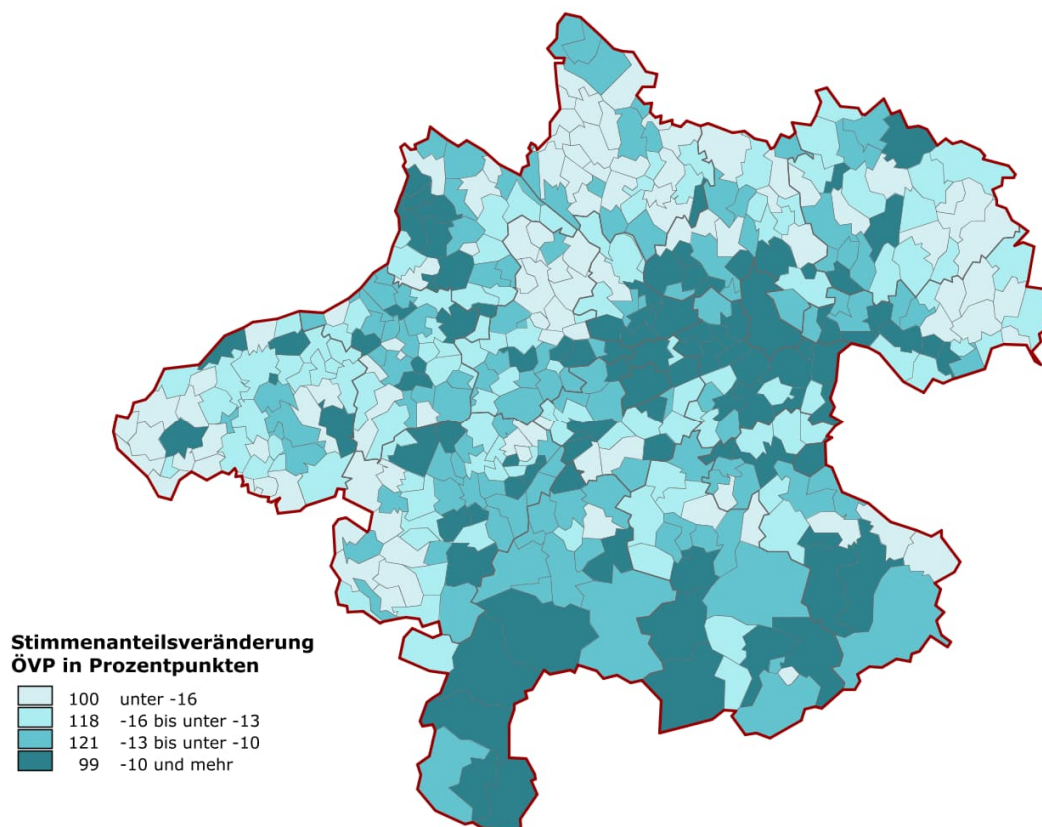 Stimmenanteilsveränderung
ÖVP in Prozentpunkten
100 unter -16
118 -16 bis unter -13
121 -13 bis unter -10
99 -10 und mehr